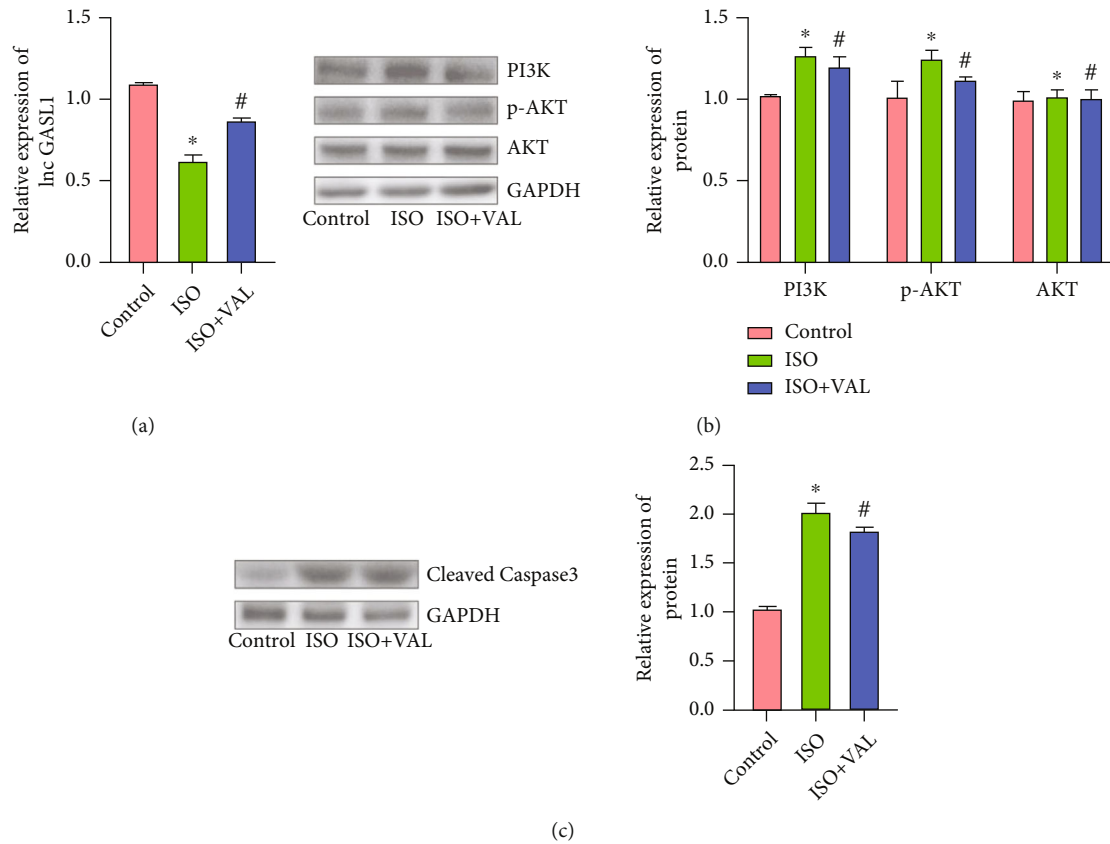 Relative expression of
lnc GASL1
1.5
1.0
0.5
0.0
*
#
Control
ISO
ISO+VAL
PI3K
p-AKT
AKT
GAPDH
Control ISO ISO+VAL
(a)
Relative expression of
protein
1.5
1.0
0.5
0.0
* # * # * #
PI3K p-AKT AKT
Control
ISO
ISO+VAL
(b)
Cleaved Caspase3
GAPDH
Control ISO ISO+VAL
Relative expression of
protein
2.5
2.0
1.5
1.0
0.5
0.0
*
#
Control
ISO
ISO+VAL
(c)